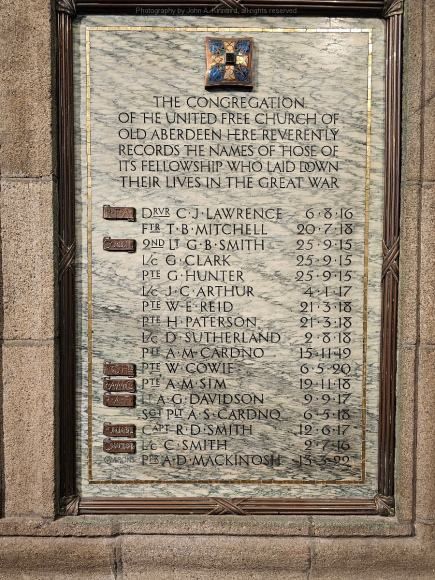 Photography by John A. Kinnaird, all rights reserved
THE CONGREGATION
OF THE UNITED FREE CHURCH OF
OLD ABERDEEN HERE REVERENTLY
RECORDS THE NAMES OF THOSE OF
ITS FELLOWSHIP WHO LAID DOWN
THEIR LIVES IN THE GREAT WAR
DRVR C·J·LAWRENCE 6·8·16
FTR T·B·MITCHELL 20·7·18
2ND LT G·B·SMITH 25·9·15
L/C G·CLARK 25·9·15
PTE G·HUNTER 25·9·15
L/C J·C·ARTHUR 4·1·17
PTE W·E·REID 21·3·18
PTE H·PATERSON 21·3·18
L/C D·SUTHERLAND 2·8·18
PTE A·M·CARDNO 15·11·19
PTE W·COWIE 6·5·20
PTE A·M·SIM 19·11·18
LT A·G·DAVIDSON 9·9·17
SGT PLT A·S·CARDNO 6·5·18
CAPT R·D·SMITH 12·6·17
L/C C·SMITH 2·7·16
PTE A·D·MACKINOSH 13·3·22